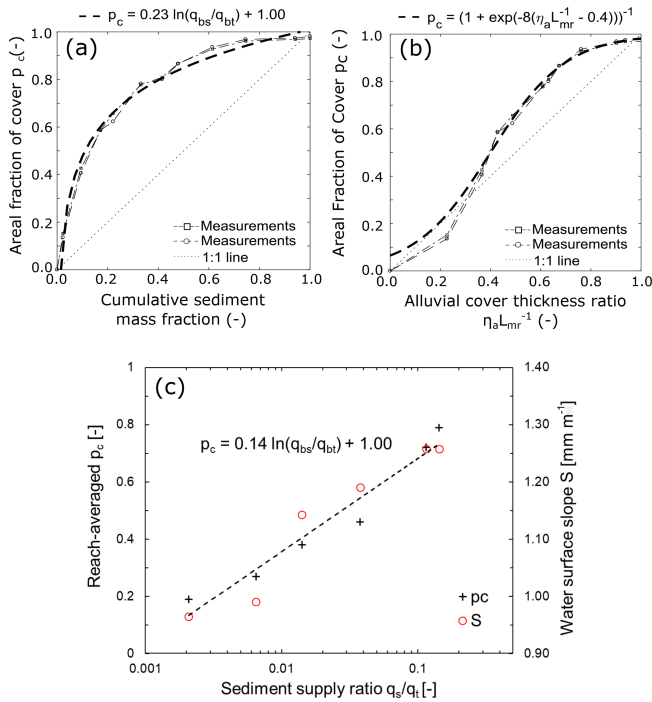 p_c = 0.23 ln(q_bs/q_bt) + 1.00
(a)
Areal fraction of cover p_c(-)
1.0
0.8
0.6
0.4
0.2
0.0
0.0 0.2 0.4 0.6 0.8 1.0
Measurements
Measurements
1:1 line
Cumulative sediment
mass fraction (-)
p_c = (1 + exp(-8(η_aL_mr^-1 - 0.4)))^-1
(b)
Areal Fraction of Cover p_C (-)
1.0
0.8
0.6
0.4
0.2
0.0
0.0 0.2 0.4 0.6 0.8 1.0
Measurements
Measurements
1:1 line
Alluvial cover thickness ratio
η_aL_mr^-1 (-)
(c)
p_c = 0.14 ln(q_bs/q_bt) + 1.00
Reach-averaged p_c [-]
1
0.8
0.6
0.4
0.2
0
0.001 0.01 0.1
Sediment supply ratio q_s/q_t [-]
pc
S
1.40
1.30
1.20
1.10
1.00
0.90
Water surface slope S [mm m^-1]